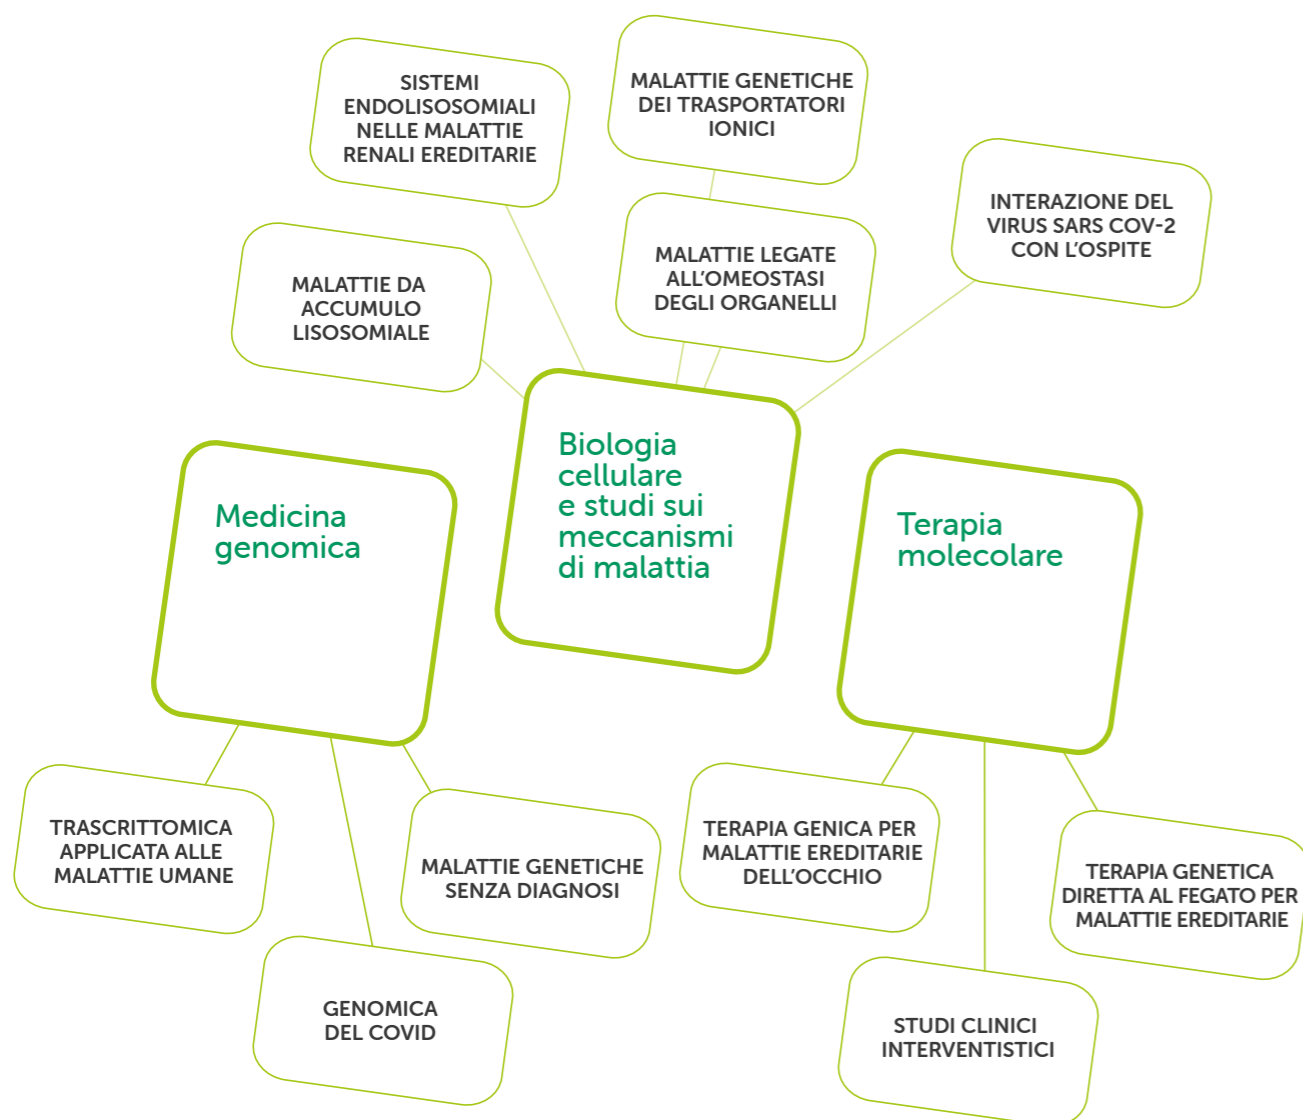 SISTEMI
ENDOLISOSOMIALI
NELLE MALATTIE
RENALI EREDITARIE
MALATTIE GENETICHE
DEI TRASPORTATORI
IONICI
INTERAZIONE DEL
VIRUS SARS COV-2
CON L’OSPITE
MALATTIE DA
ACCUMULO
LISOSOMIALE
MALATTIE LEGATE
ALL’OMEOSTASI
DEGLI ORGANELLI
Medicina
genomica
Biologia
cellulare
e studi sui
meccanismi
di malattia
Terapia
molecolare
TRASCRITTOMICA
APPLICATA ALLE
MALATTIE UMANE
MALATTIE GENETICHE
SENZA DIAGNOSI
GENOMICA
DEL COVID
TERAPIA GENICA PER
MALATTIE EREDITARIE
DELL’OCCHIO
TERAPIA GENETICA
DIRETTA AL FEGATO PER
MALATTIE EREDITARIE
STUDI CLINICI
INTERVENTISTICI